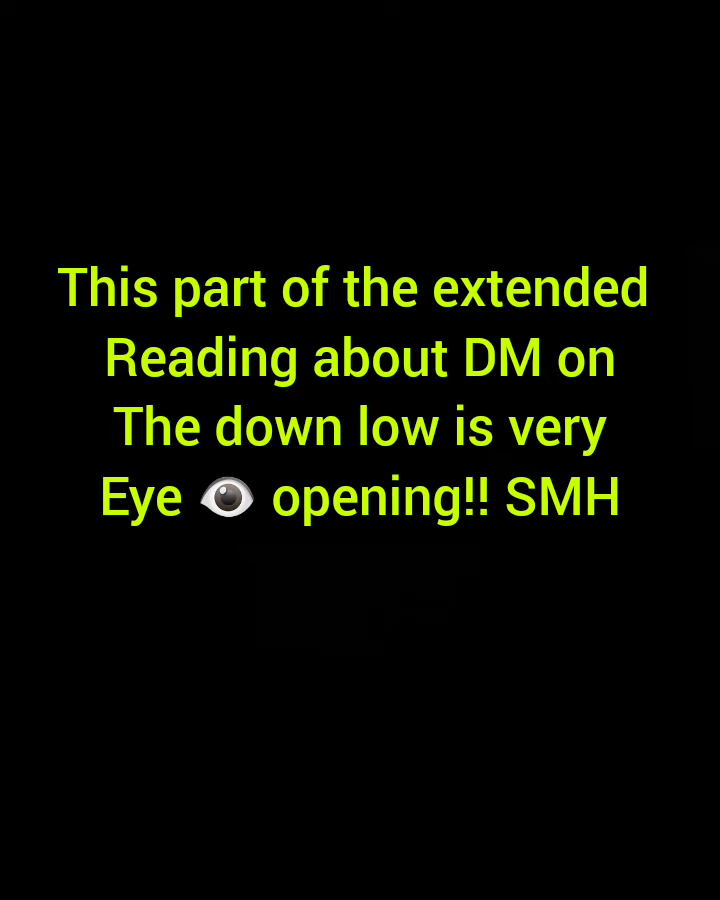 This part of the extended
Reading about DM on
The down low is very
Eye 👁 opening!! SMH